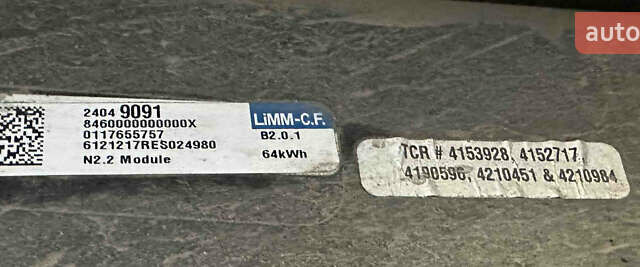 auto
2404 9091
8460000000000X
0117655757
6121217RES024980
N2.2 Module
LiMM-C.F.
B2.0.1
64kWh
TCR # 4153928, 4152717,
4190596, 4210451 & 4210984